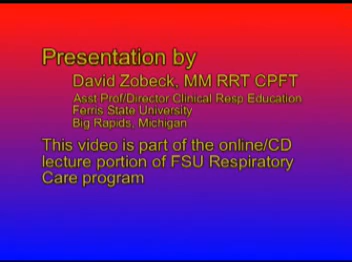 Presentation by
David Zobeck, MM RRT CPFT
Asst Prof/Director Clinical Resp Education
Ferris State University
Big Rapids, Michigan
This video is part of the online/CD
lecture portion of FSU Respiratory
Care program